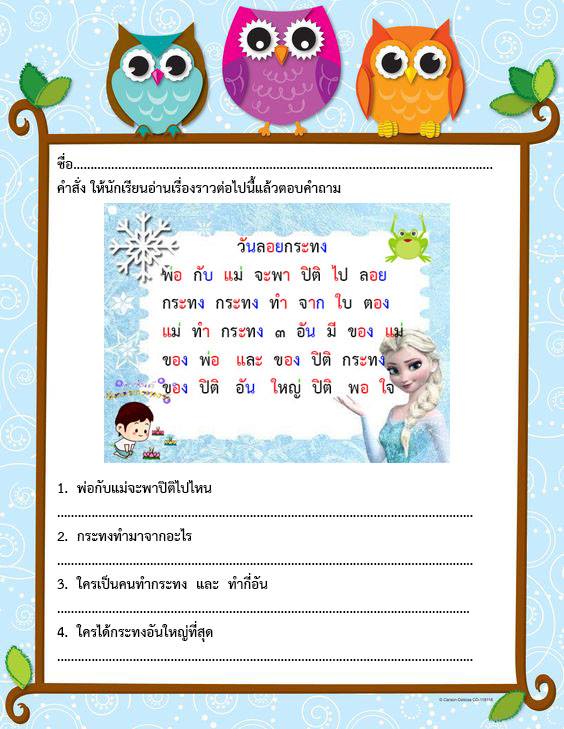 ชื่อ........................................................................................................................
คำสั่ง ให้นักเรียนอ่านเรื่องราวต่อไปนี้แล้วตอบคำถาม
วันลอยกระทง
พ่อ กับ แม่ จะพา ปิติ ไป ลอย
กระทง กระทง ทำ จาก ใบ ตอง
แม่ ทำ กระทง ๓ อัน มี ของ แม่
ของ พ่อ และ ของ ปิติ กระทง
ของ ปิติ อัน ใหญ่ ปิติ พอ ใจ
1. พ่อกับแม่จะพาปิติไปไหน
........................................................................................................................
2. กระทงทำมาจากอะไร
........................................................................................................................
3. ใครเป็นคนทำกระทง และ ทำกี่อัน
........................................................................................................................
4. ใครได้กระทงอันใหญ่ที่สุด
........................................................................................................................